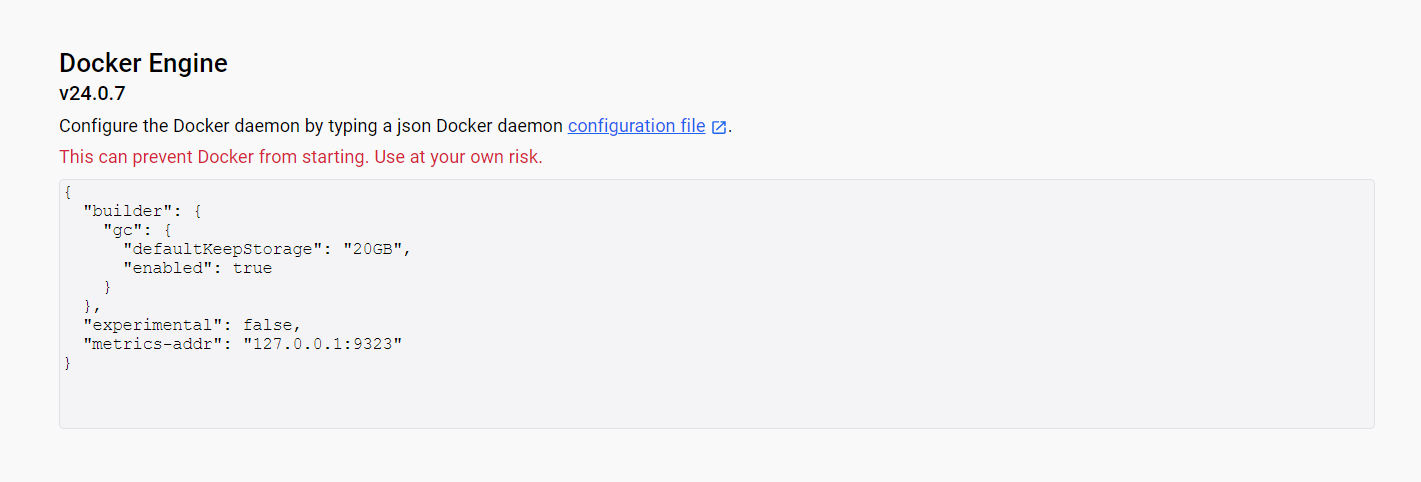 Docker Engine
v24.0.7
Configure the Docker daemon by typing a json Docker daemon configuration file.
This can prevent Docker from starting. Use at your own risk.
{
  "builder": {
    "gc": {
      "defaultKeepStorage": "20GB",
      "enabled": true
    }
  },
  "experimental": false,
  "metrics-addr": "127.0.0.1:9323"
}